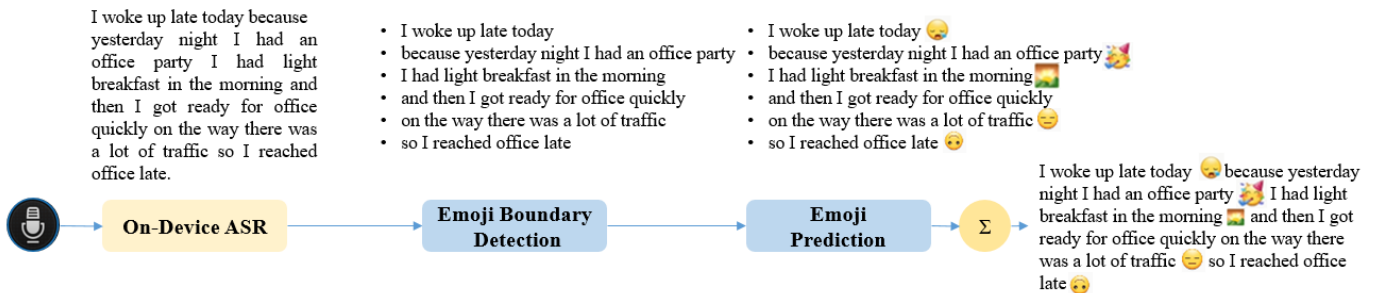 I woke up late today because
yesterday night I had an
office party I had light
breakfast in the morning and
then I got ready for office
quickly on the way there was
a lot of traffic so I reached
office late.
• I woke up late today
• because yesterday night I had an office party
• I had light breakfast in the morning
• and then I got ready for office quickly
• on the way there was a lot of traffic
• so I reached office late
• I woke up late today 😪
• because yesterday night I had an office party 🥳
• I had light breakfast in the morning 🌄
• and then I got ready for office quickly
• on the way there was a lot of traffic 😑
• so I reached office late 🙃
On-Device ASR
Emoji Boundary
Detection
Emoji
Prediction
Σ
I woke up late today 😪 because yesterday
night I had an office party 🥳 I had light
breakfast in the morning 🌄 and then I got
ready for office quickly on the way there
was a lot of traffic 😑 so I reached office
late 🙃